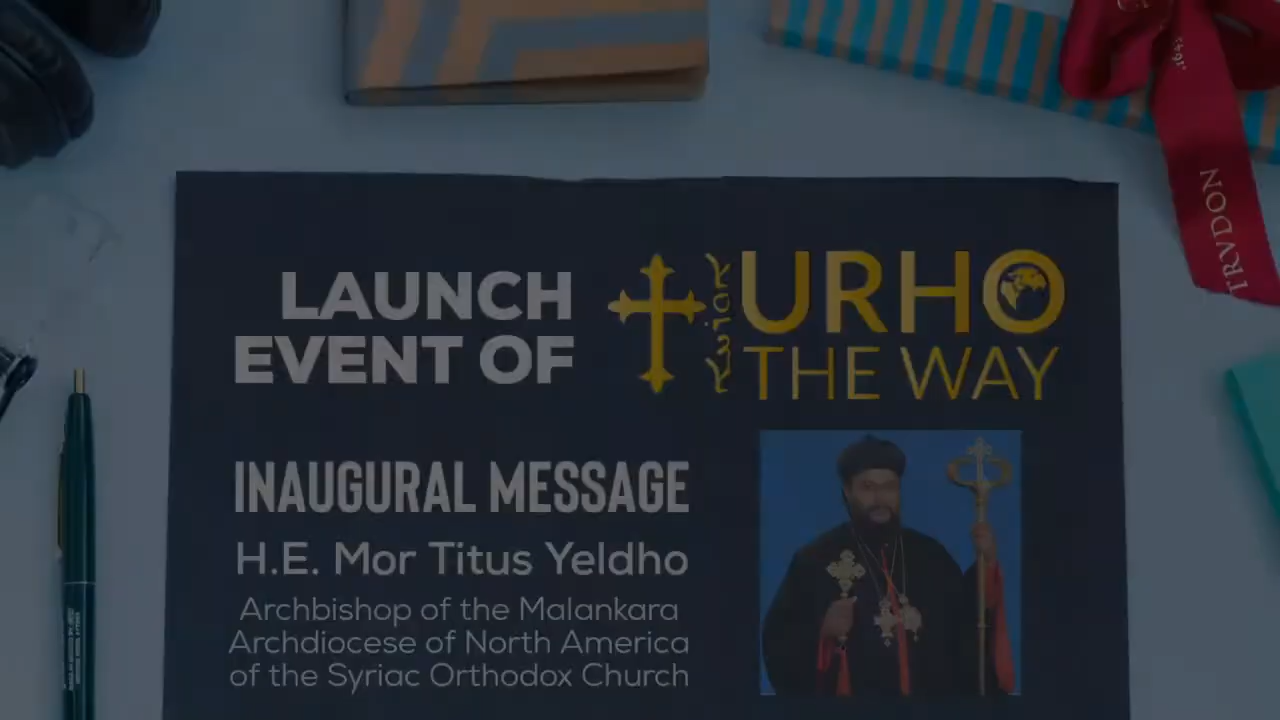 LAUNCH
EVENT OF
URHO
THE WAY
INAUGURAL MESSAGE
H.E. Mor Titus Yeldho
Archbishop of the Malankara
Archdiocese of North America
of the Syriac Orthodox Church
TRVDON